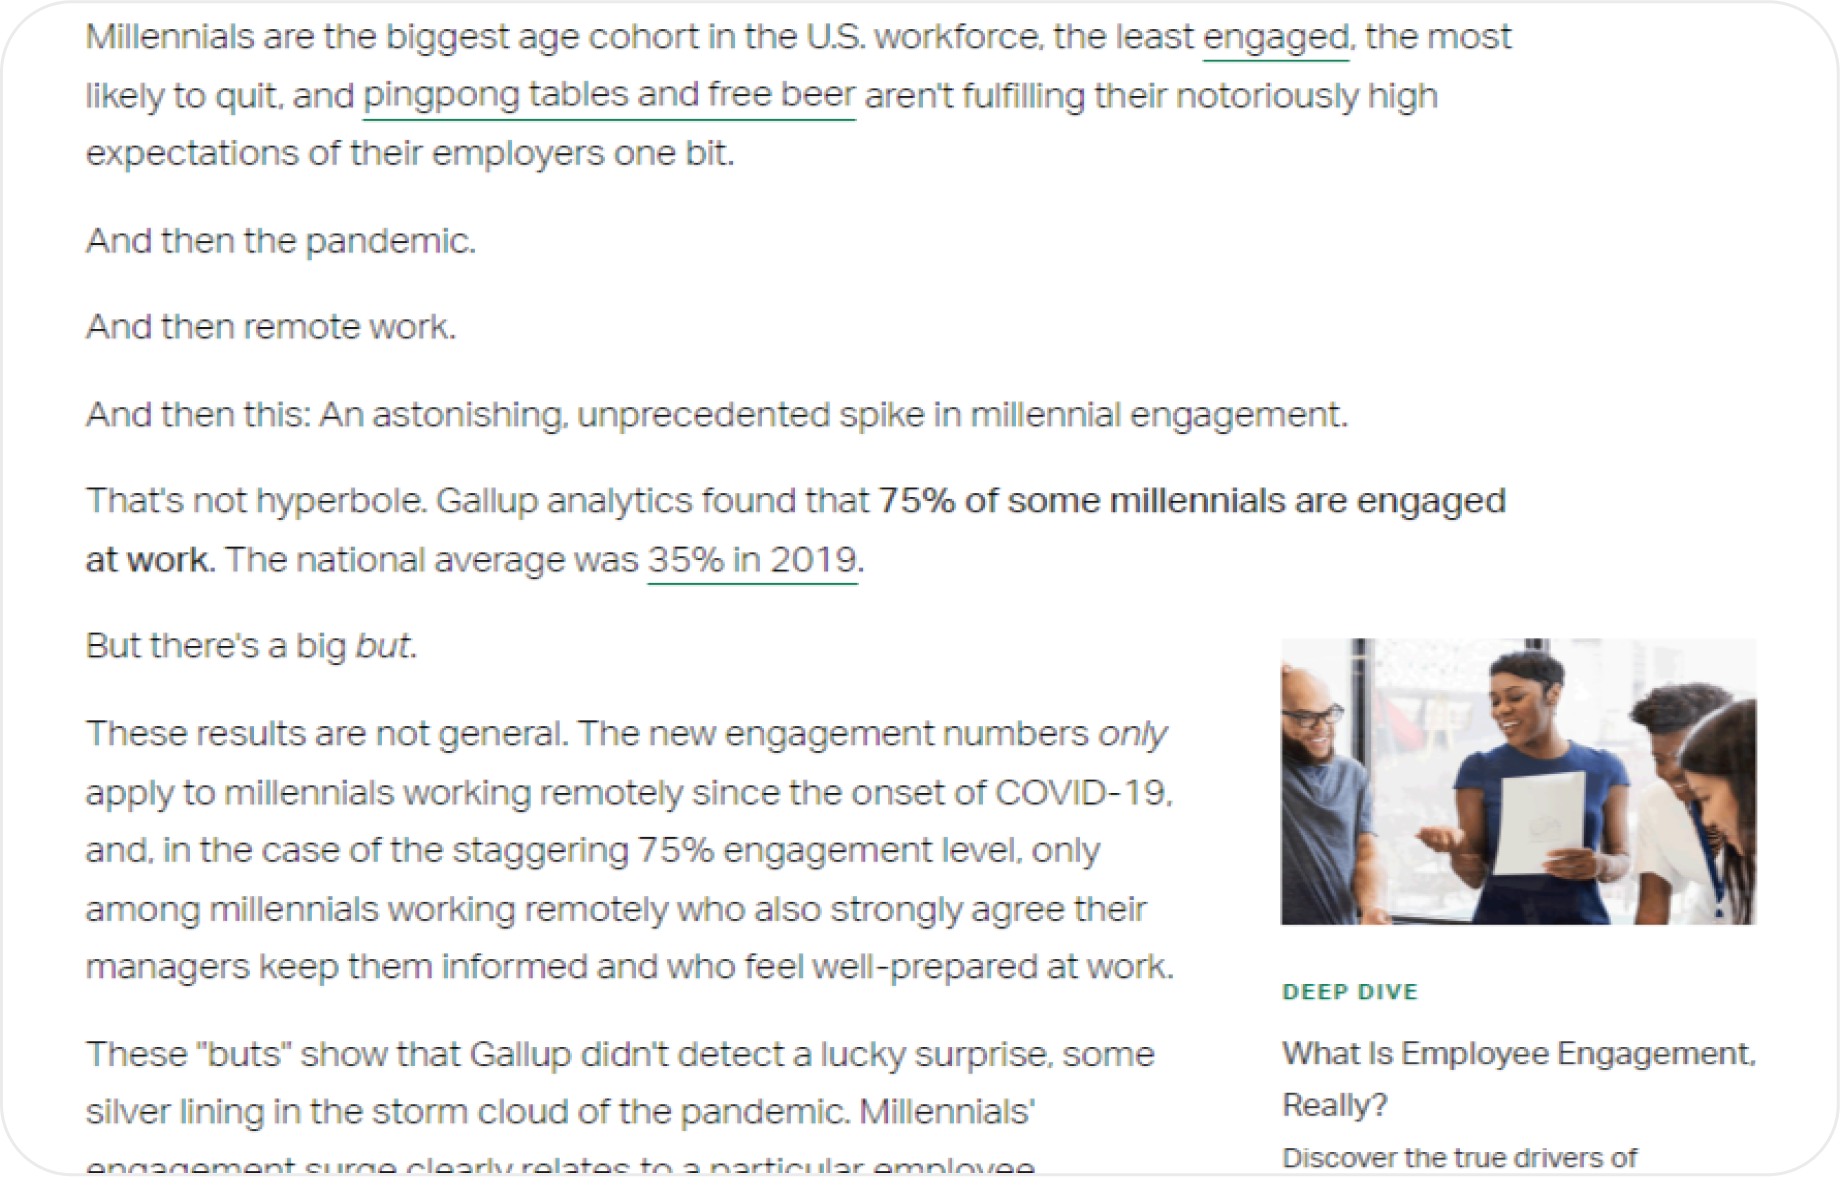 Millennials are the biggest age cohort in the U.S. workforce, the least engaged, the most
likely to quit, and pingpong tables and free beer aren't fulfilling their notoriously high
expectations of their employers one bit.
And then the pandemic.
And then remote work.
And then this: An astonishing, unprecedented spike in millennial engagement.
That's not hyperbole. Gallup analytics found that 75% of some millennials are engaged
at work. The national average was 35% in 2019.
But there's a big but.
These results are not general. The new engagement numbers only
apply to millennials working remotely since the onset of COVID-19,
and, in the case of the staggering 75% engagement level, only
among millennials working remotely who also strongly agree their
managers keep them informed and who feel well-prepared at work.
These "buts" show that Gallup didn't detect a lucky surprise, some
silver lining in the storm cloud of the pandemic. Millennials'
engagement surge clearly relates to a particular employee
DEEP DIVE
What Is Employee Engagement,
Really?
Discover the true drivers of